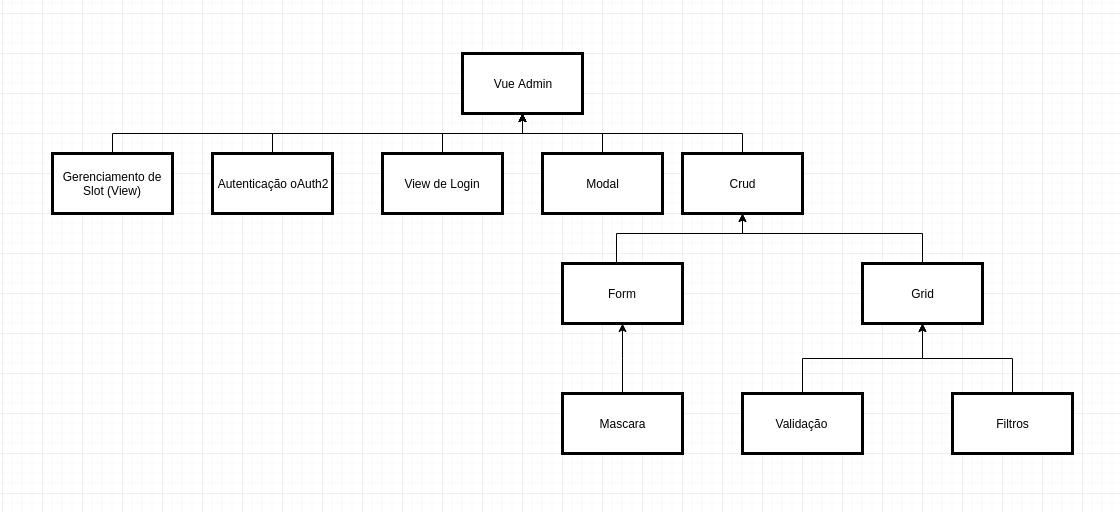 Vue Admin
Gerenciamento de
Slot (View)
Autenticação oAuth2
View de Login
Modal
Crud
Form
Grid
Mascara
Validação
Filtros